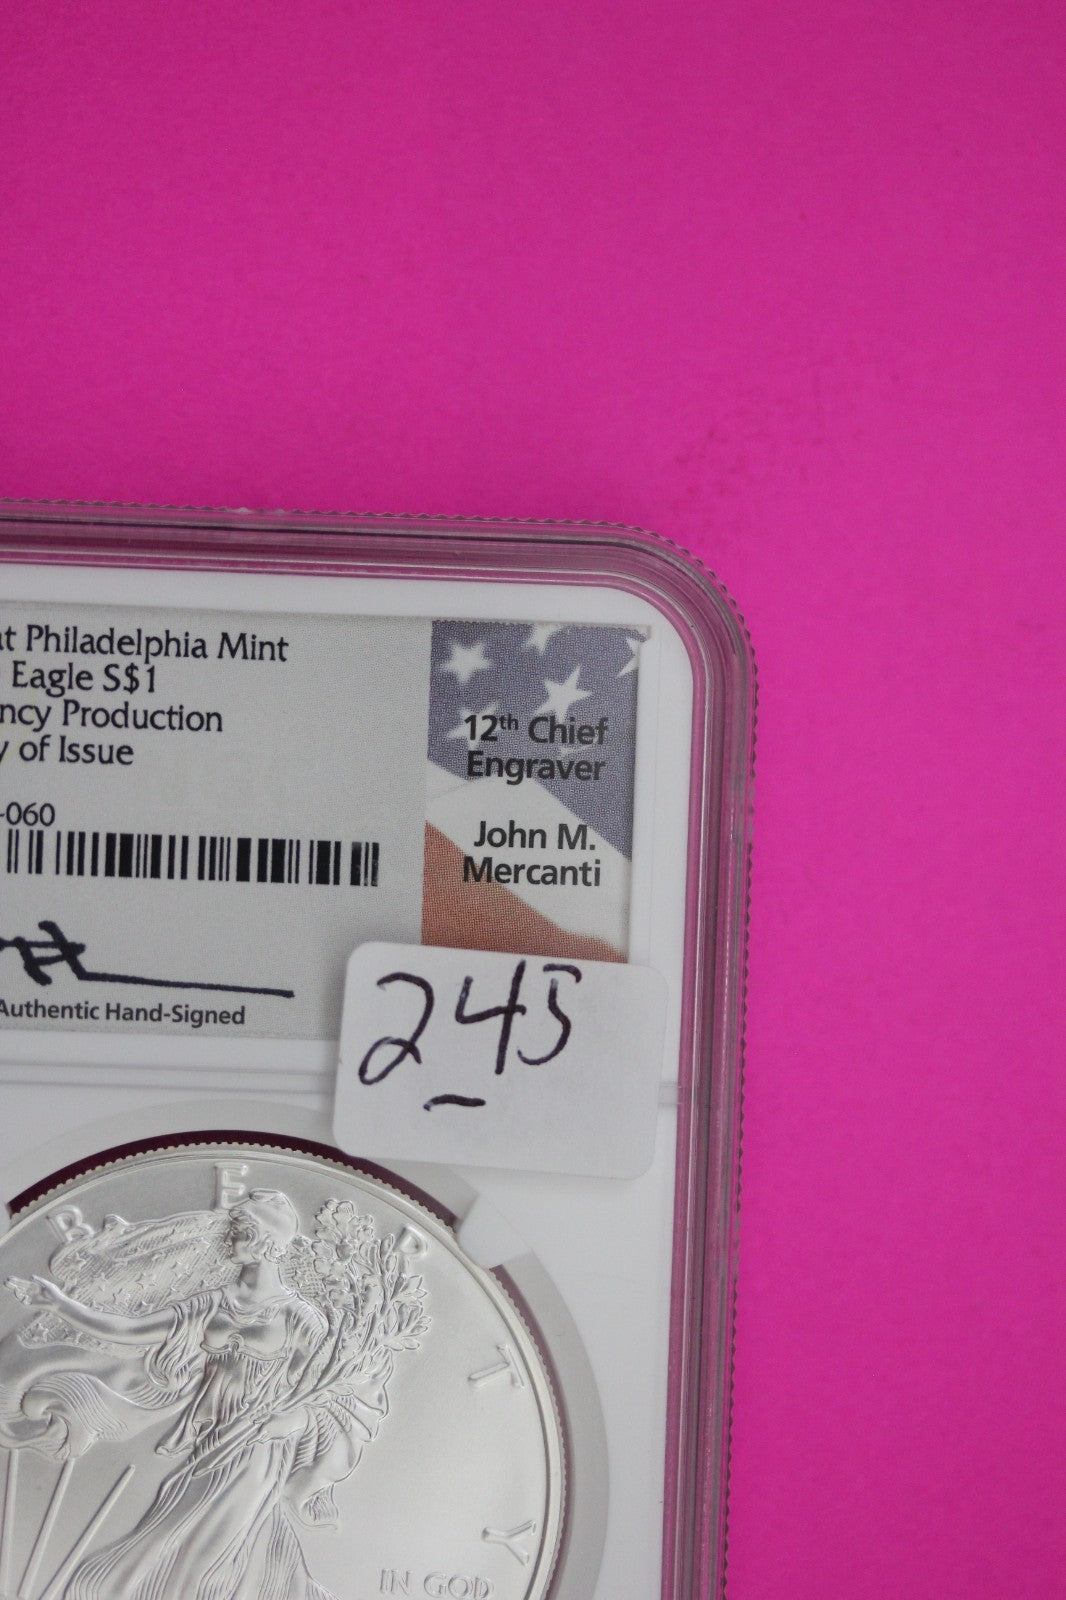 at Philadelphia Mint
Eagle S$1
ncy Production
y of Issue
-060
12th Chief
Engraver
John M.
Mercanti
Authentic Hand-Signed
245
BERTY
IN GOD